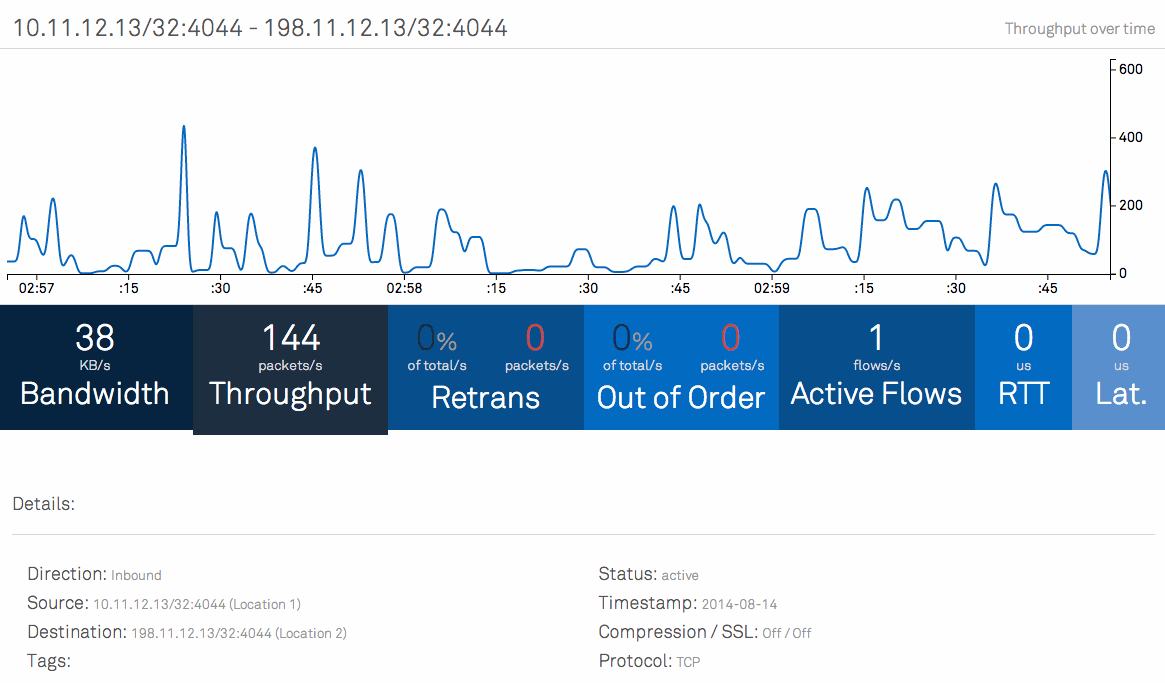 10.11.12.13/32:4044 - 198.11.12.13/32:4044
Throughput over time
600
400
200
0
02:57 :15 :30 :45 02:58 :15 :30 :45 02:59 :15 :30 :45
38
KB/s
Bandwidth
144
packets/s
Throughput
0% 0
of total/s packets/s
Retrans
0% 0
of total/s packets/s
Out of Order
1
flows/s
Active Flows
0
us
RTT
0
us
Lat.
Details:
Direction: Inbound
Source: 10.11.12.13/32:4044 (Location 1)
Destination: 198.11.12.13/32:4044 (Location 2)
Tags:
Status: active
Timestamp: 2014-08-14
Compression / SSL: Off / Off
Protocol: TCP